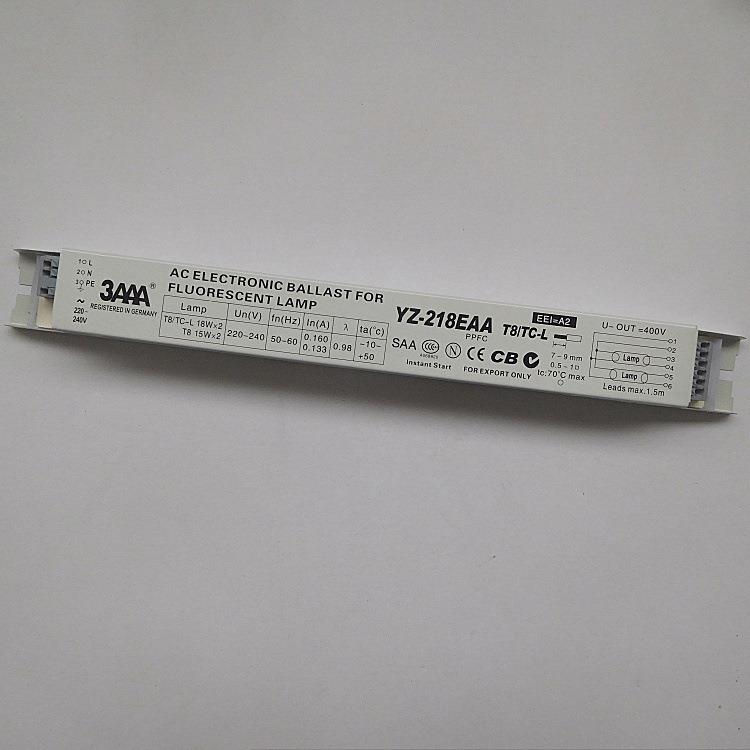 1 L
2 N
3 PE
~
220-
240V
3AAA®
REGISTERED IN GERMANY
AC ELECTRONIC BALLAST FOR
FLUORESCENT LAMP
Lamp Un(V) fn(Hz) In(A) λ ta(℃)
T8/TC-L 18W×2 220-240 50-60 0.160 0.98 -10-
T8 15W×2 0.133 +50
YZ-218EAA T8/TC-L
PPFC
SAA CCC N CE CB
Instant Start
FOR EXPORT ONLY
EEI=A2
7-9mm
0.5-1
tc:70℃ max
U-OUT=400V
1
2
Lamp 3
4
Lamp 5
6
Leads max.1.5m